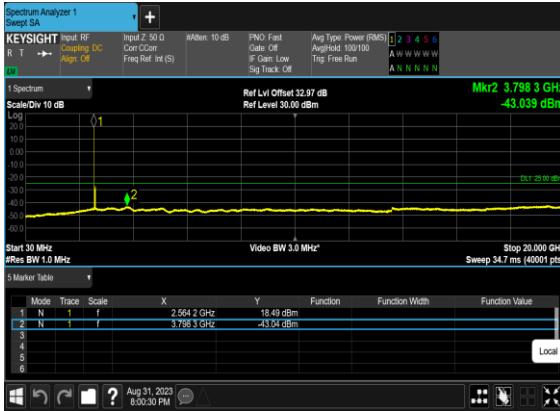 Spectrum Analyzer 1
Swept SA
+
KEYSIGHT Input: RF Input Z: 50 Ω #Atten: 10 dB PNO: Fast Avg Type: Power (RMS) 1 2 3 4 5 6
R T Coupling: DC Corr CCorr Gate: Off Avg|Hold: 100/100 A W W W W W
Align: Off Freq Ref: Int (S) IF Gain: Low Trig: Free Run
Sig Track: Off A N N N N N
1 Spectrum
Ref Lvl Offset 32.97 dB Mkr2 3.798 3 GHz
Scale/Div 10 dB Ref Level 30.00 dBm -43.039 dBm
Log
20.0
10.0
0.00
-10.0
-20.0
-30.0
-40.0
-50.0
-60.0
1
2
DL1 -25.00 dBm
Start 30 MHz Video BW 3.0 MHz* Stop 20.000 GH
#Res BW 1.0 MHz Sweep 34.7 ms (40001 pts
5 Marker Table
Mode Trace Scale X Y Function Function Width Function Value
1 N 1 f 2.564 2 GHz 18.49 dBm
2 N 1 f 3.798 3 GHz -43.04 dBm
3
4
5
6
Local
? Aug 31, 2023
8:00:30 PM